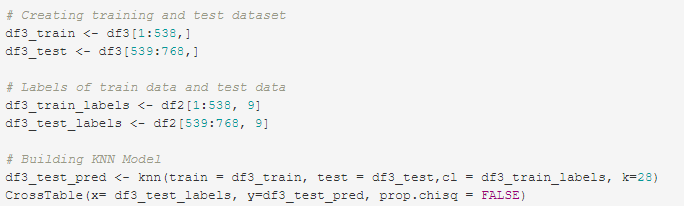 # Creating training and test dataset
df3_train <- df3[1:538,]
df3_test <- df3[539:768,]
# Labels of train data and test data
df3_train_labels <- df2[1:538, 9]
df3_test_labels <- df2[539:768, 9]
# Building KNN Model
df3_test_pred <- knn(train = df3_train, test = df3_test,cl = df3_train_labels, k=28)
CrossTable(x= df3_test_labels, y=df3_test_pred, prop.chisq = FALSE)